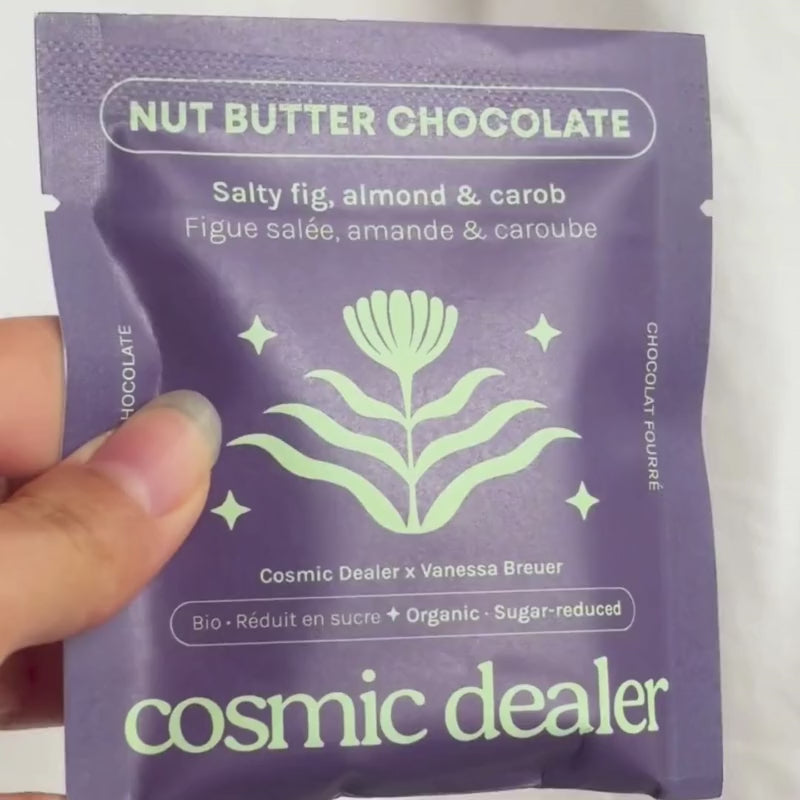 NUT BUTTER CHOCOLATE
Salty fig, almond & carob
Figue salée, amande & caroube
HOCOLATE
CHOCOLAT FOURRÉ
Cosmic Dealer x Vanessa Breuer
Bio · Réduit en sucre ✦ Organic · Sugar-reduced
cosmic dealer